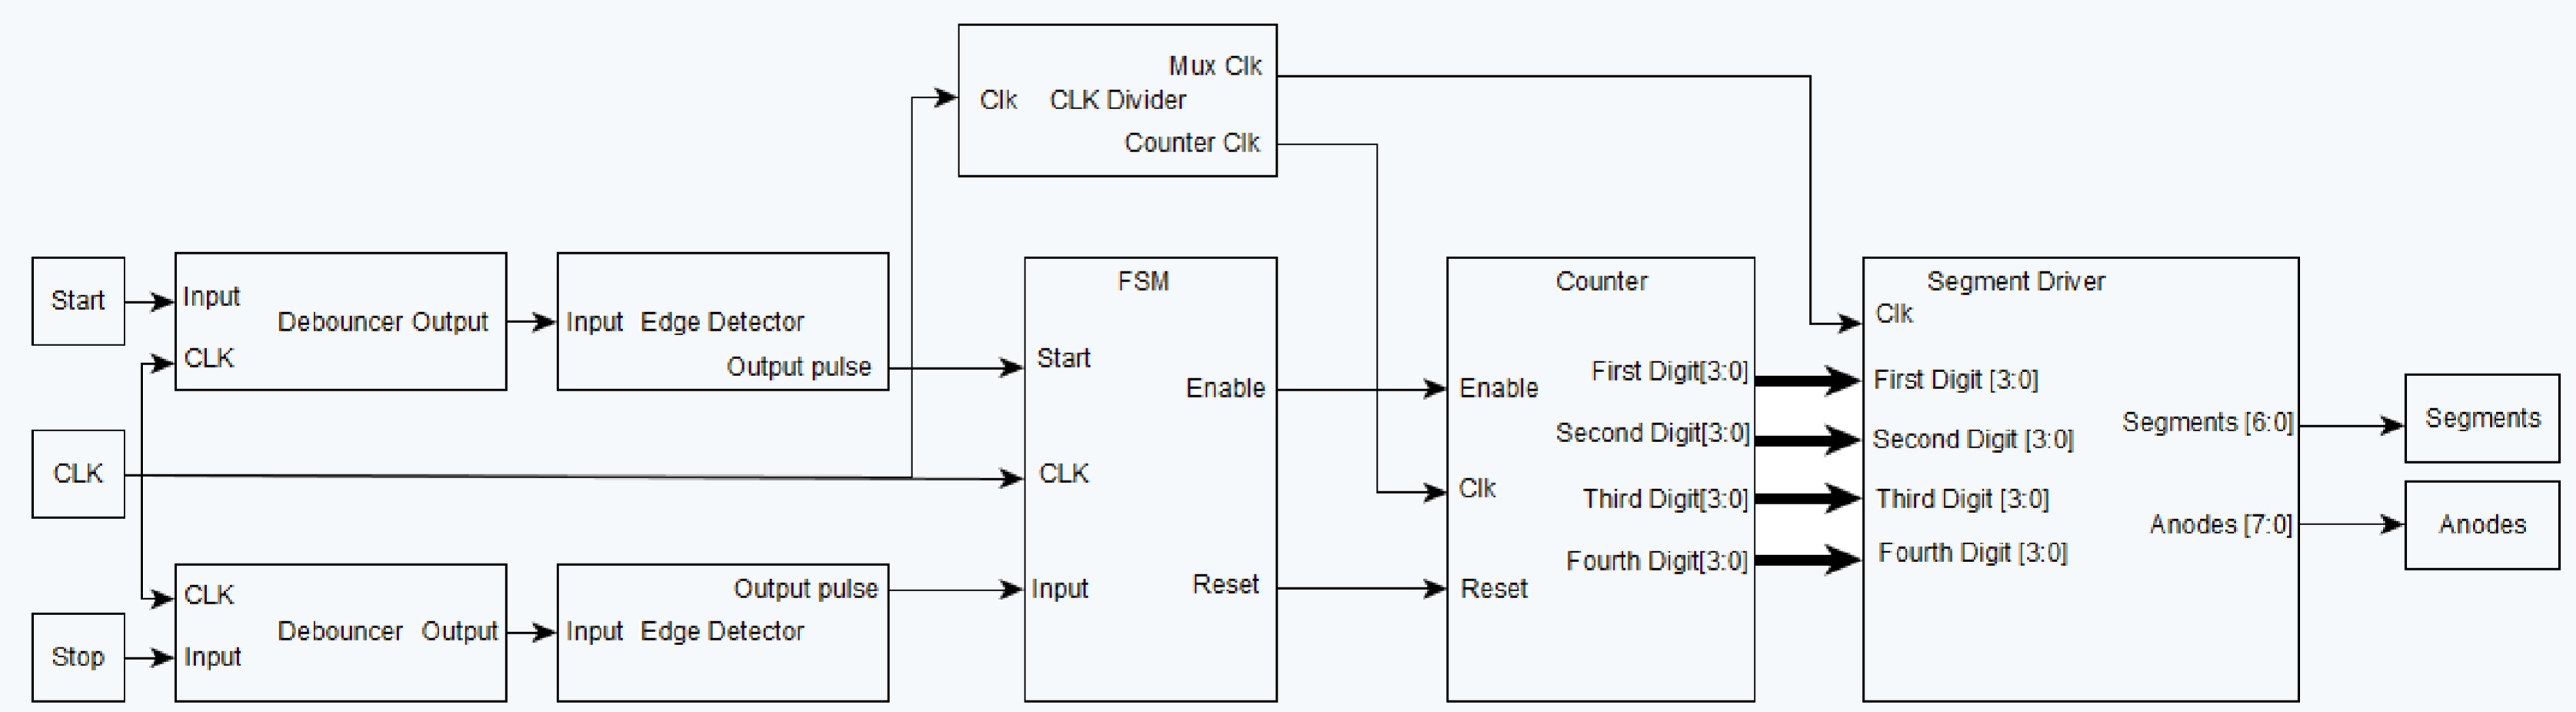 Mux Clk
Clk CLK Divider
Counter Clk
Start
Input
Debouncer Output
CLK
Input Edge Detector
Output pulse
FSM
Start
Enable
CLK
Input
Reset
Counter
First Digit[3:0]
Enable
Second Digit[3:0]
Clk
Third Digit[3:0]
Fourth Digit[3:0]
Reset
Segment Driver
Clk
First Digit [3:0]
Segments [6:0]
Second Digit [3:0]
Third Digit [3:0]
Anodes [7:0]
Fourth Digit [3:0]
Segments
Anodes
CLK
CLK
Debouncer Output
Input
Stop
Output pulse
Input Edge Detector